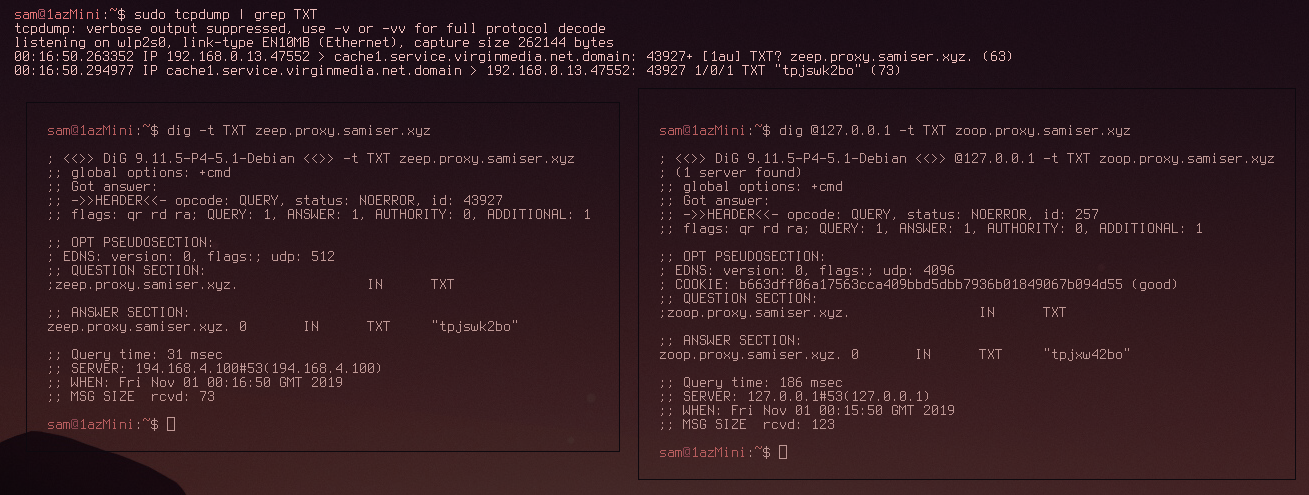 sam@1azMini:~$ sudo tcpdump | grep TXT
tcpdump: verbose output suppressed, use -v or -vv for full protocol decode
listening on wlp2s0, link-type EN10MB (Ethernet), capture size 262144 bytes
00:16:50.263352 IP 192.168.0.13.47552 > cache1.service.virginmedia.net.domain: 43927+ [1au] TXT? zeep.proxy.samiser.xyz. (63)
00:16:50.294977 IP cache1.service.virginmedia.net.domain > 192.168.0.13.47552: 43927 1/0/1 TXT "tpjswk2bo" (73)
sam@1azMini:~$ dig -t TXT zeep.proxy.samiser.xyz
; <<>> DiG 9.11.5-P4-5.1-Debian <<>> -t TXT zeep.proxy.samiser.xyz
;; global options: +cmd
;; Got answer:
;; ->>HEADER<<- opcode: QUERY, status: NOERROR, id: 43927
;; flags: qr rd ra; QUERY: 1, ANSWER: 1, AUTHORITY: 0, ADDITIONAL: 1
;; OPT PSEUDOSECTION:
; EDNS: version: 0, flags:; udp: 512
;; QUESTION SECTION:
;zeep.proxy.samiser.xyz. IN TXT
;; ANSWER SECTION:
zeep.proxy.samiser.xyz. 0 IN TXT "tpjswk2bo"
;; Query time: 31 msec
;; SERVER: 194.168.4.100#53(194.168.4.100)
;; WHEN: Fri Nov 01 00:16:50 GMT 2019
;; MSG SIZE rcvd: 73
sam@1azMini:~$
sam@1azMini:~$ dig @127.0.0.1 -t TXT zoop.proxy.samiser.xyz
; <<>> DiG 9.11.5-P4-5.1-Debian <<>> @127.0.0.1 -t TXT zoop.proxy.samiser.xyz
; (1 server found)
;; global options: +cmd
;; Got answer:
;; ->>HEADER<<- opcode: QUERY, status: NOERROR, id: 257
;; flags: qr rd ra; QUERY: 1, ANSWER: 1, AUTHORITY: 0, ADDITIONAL: 1
;; OPT PSEUDOSECTION:
; EDNS: version: 0, flags:; udp: 4096
; COOKIE: b663dff06a17563cca409bbd5dbb7936b01849067b094d55 (good)
;; QUESTION SECTION:
;zoop.proxy.samiser.xyz. IN TXT
;; ANSWER SECTION:
zoop.proxy.samiser.xyz. 0 IN TXT "tpjxw42bo"
;; Query time: 186 msec
;; SERVER: 127.0.0.1#53(127.0.0.1)
;; WHEN: Fri Nov 01 00:15:50 GMT 2019
;; MSG SIZE rcvd: 123
sam@1azMini:~$